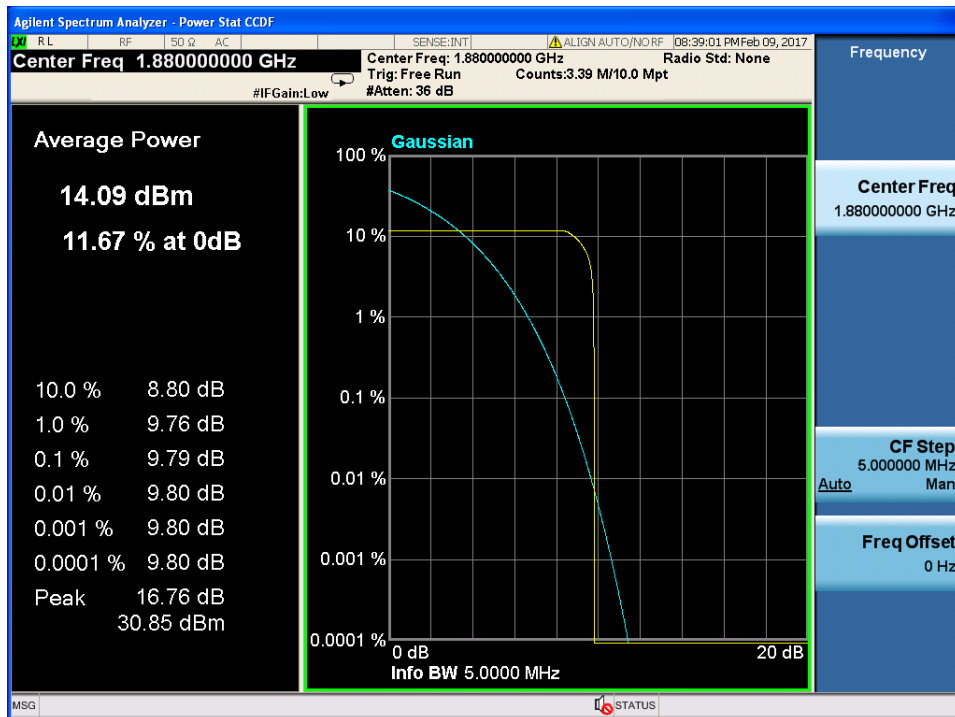 Agilent Spectrum Analyzer - Power Stat CCDF
LXI RL RF 50 Ω AC SENSE:INT ALIGN AUTO/NO RF 08:39:01 PM Feb 09, 2017
Center Freq 1.880000000 GHz
Center Freq: 1.880000000 GHz Radio Std: None
Trig: Free Run Counts:3.39 M/10.0 Mpt
#IFGain:Low #Atten: 36 dB
Frequency
Average Power
14.09 dBm
11.67 % at 0dB
10.0 % 8.80 dB
1.0 % 9.76 dB
0.1 % 9.79 dB
0.01 % 9.80 dB
0.001 % 9.80 dB
0.0001 % 9.80 dB
Peak 16.76 dB
30.85 dBm
Gaussian
100 %
10 %
1 %
0.1 %
0.01 %
0.001 %
0.0001 %
0 dB 20 dB
Info BW 5.0000 MHz
Center Freq
1.880000000 GHz
CF Step
5.000000 MHz
Auto Man
Freq Offset
0 Hz
MSG STATUS